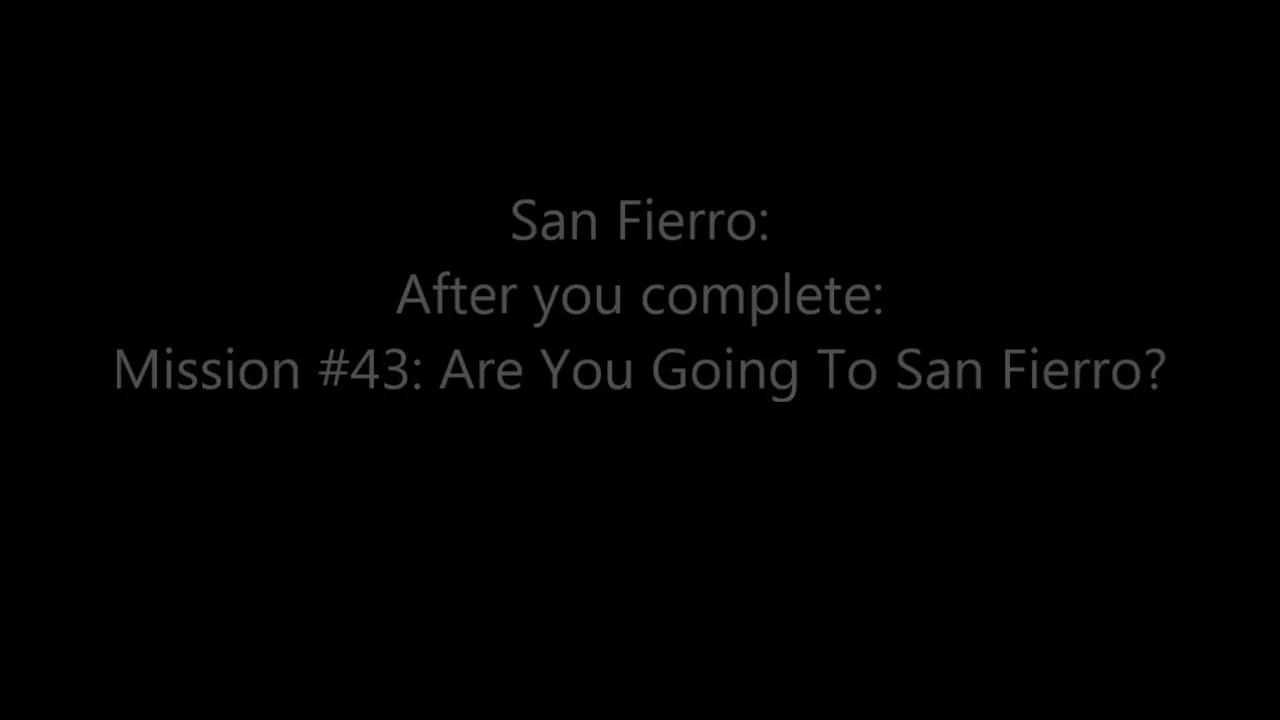 San Fierro:
After you complete:
Mission #43: Are You Going To San Fierro?